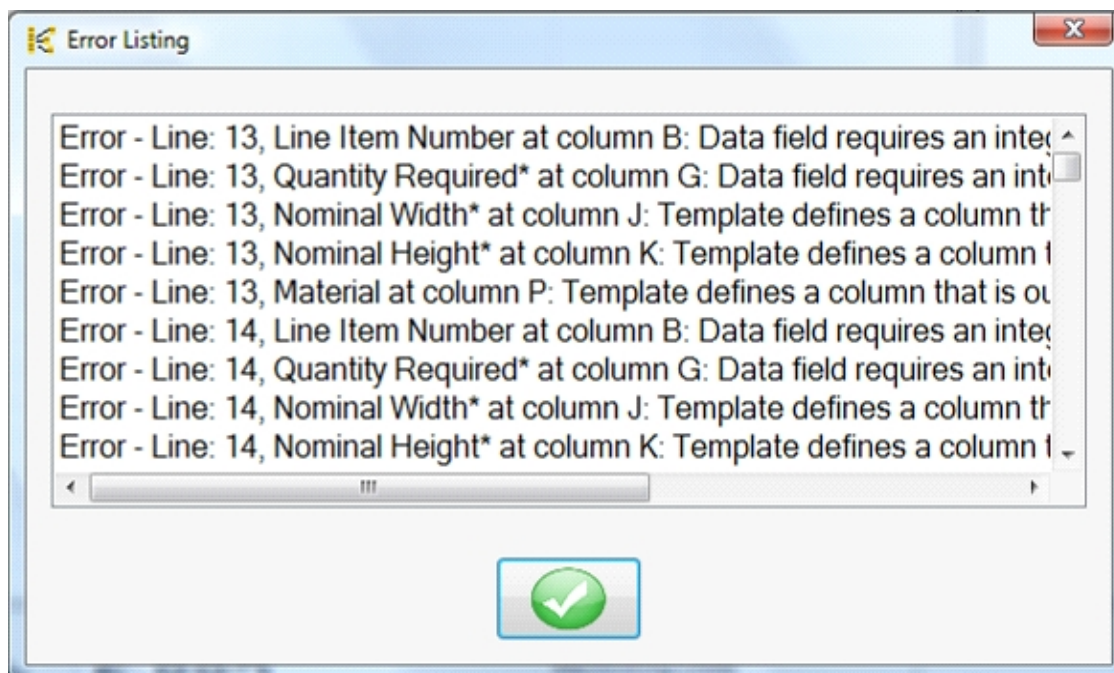 Error Listing
Error - Line: 13, Line Item Number at column B: Data field requires an integ
Error - Line: 13, Quantity Required* at column G: Data field requires an inte
Error - Line: 13, Nominal Width* at column J: Template defines a column th
Error - Line: 13, Nominal Height* at column K: Template defines a column t
Error - Line: 13, Material at column P: Template defines a column that is ou
Error - Line: 14, Line Item Number at column B: Data field requires an integ
Error - Line: 14, Quantity Required* at column G: Data field requires an inte
Error - Line: 14, Nominal Width* at column J: Template defines a column th
Error - Line: 14, Nominal Height* at column K: Template defines a column t